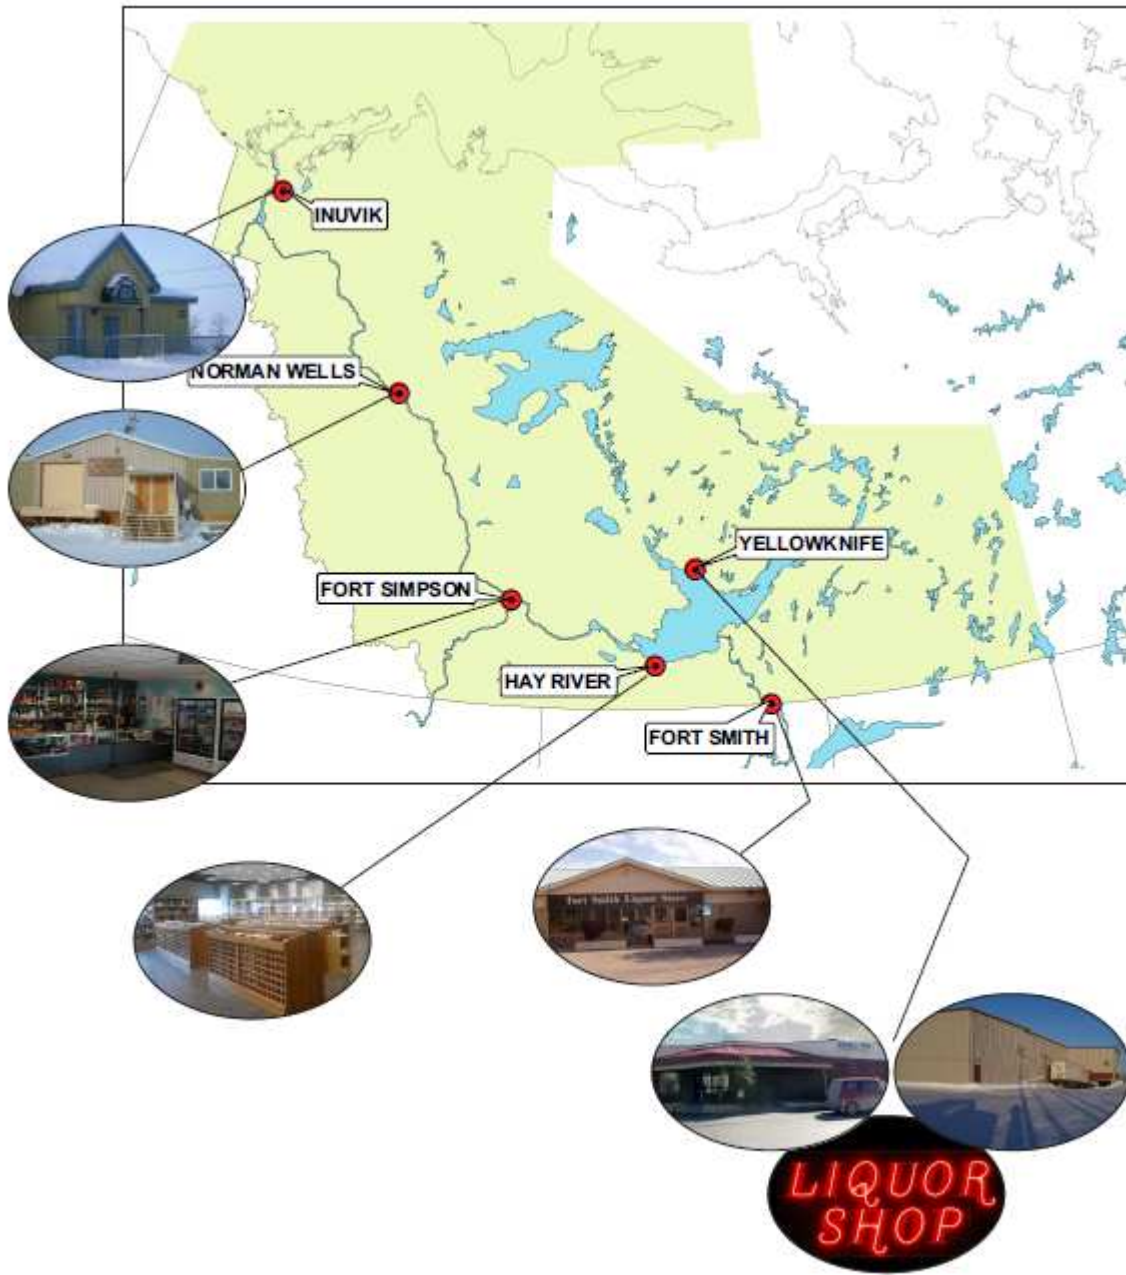 INUVIK
NORMAN WELLS
YELLOWKNIFE
FORT SIMPSON
HAY RIVER
FORT SMITH
Fort Smith Liquor Store
LIQUOR
SHOP